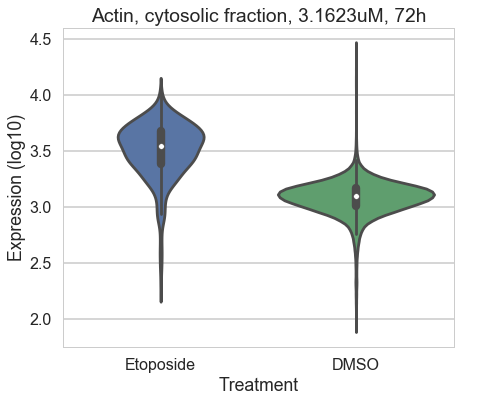 Actin, cytosolic fraction, 3.1623uM, 72h
Expression (log10)
4.5
4.0
3.5
3.0
2.5
2.0
Etoposide
DMSO
Treatment